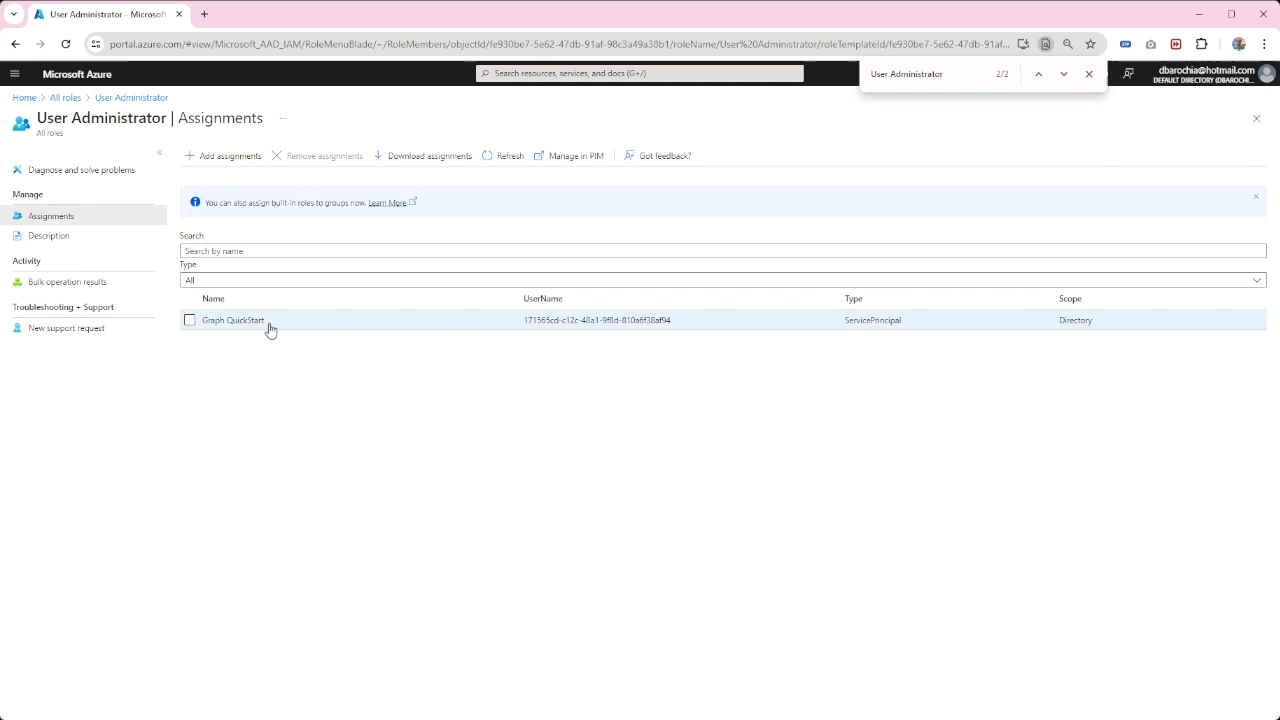 User Administrator - Microsoft
portal.azure.com/#view/Microsoft_AAD_IAM/RoleMenuBlade/~/RoleMembers/objectId/fe930be7-5e62-47db-91af-98c3a49a38b1/roleName/User%20Administrator/roleTemplateId/fe930be7-5e62-47db-91af-9...
Microsoft Azure
Search resources, services, and docs (G+/)
User Administrator 2/2
dbarochia@hotmail.com
DEFAULT DIRECTORY (DBAROCHI...
Home > All roles > User Administrator
User Administrator | Assignments ...
All roles
Add assignments Remove assignments Download assignments Refresh Manage in PIM Got feedback?
Diagnose and solve problems
Manage
Assignments
Description
Activity
Bulk operation results
Troubleshooting + Support
New support request
You can also assign built-in roles to groups now. Learn More
Search
Search by name
Type
All
Name UserName Type Scope
Graph QuickStart 171565cd-c12c-48a1-9f8d-810a6f38af94 ServicePrincipal Directory